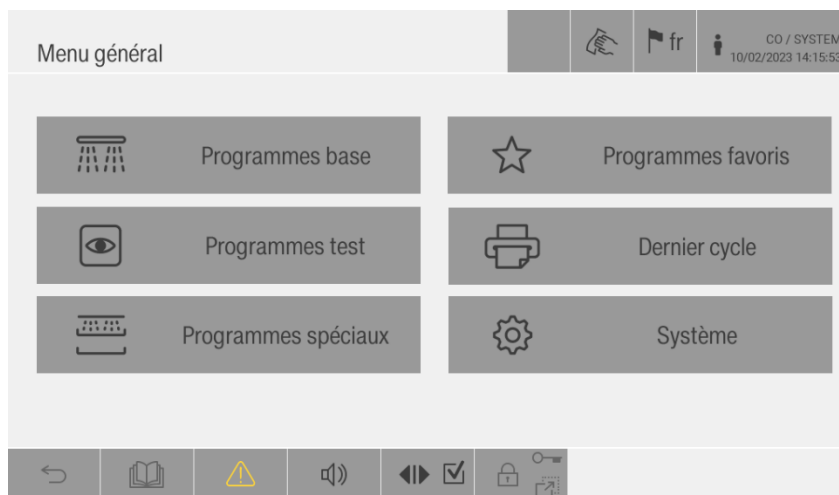 Menu général
fr
CO / SYSTEM
10/02/2023 14:15:53
Programmes base
Programmes favoris
Programmes test
Dernier cycle
Programmes spéciaux
Système